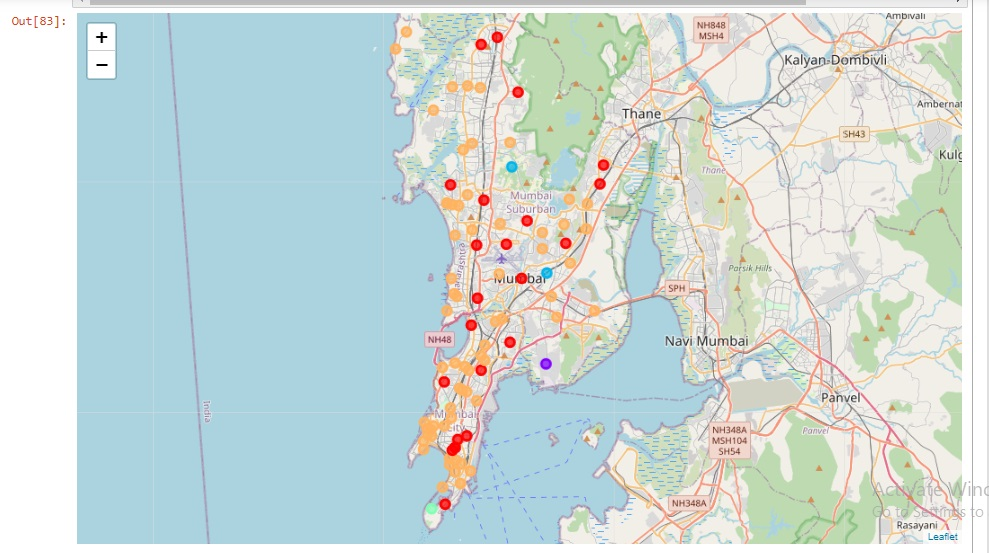 Out[83]:
+
−
NH848
MSH4
Ambivali
Kalyan-Dombivli
Thane
Ambernat
SH43
Kulg
Thane
Mumbai
Suburban
Parsik Hills
Mumbai
SPH
NH48
Navi Mumbai
India
Panvel
Mumbai
City
NH348A
MSH104
SH54
Panvel
NH348A
Activate Wind
Go to Settings to
Rasayani
Leaflet